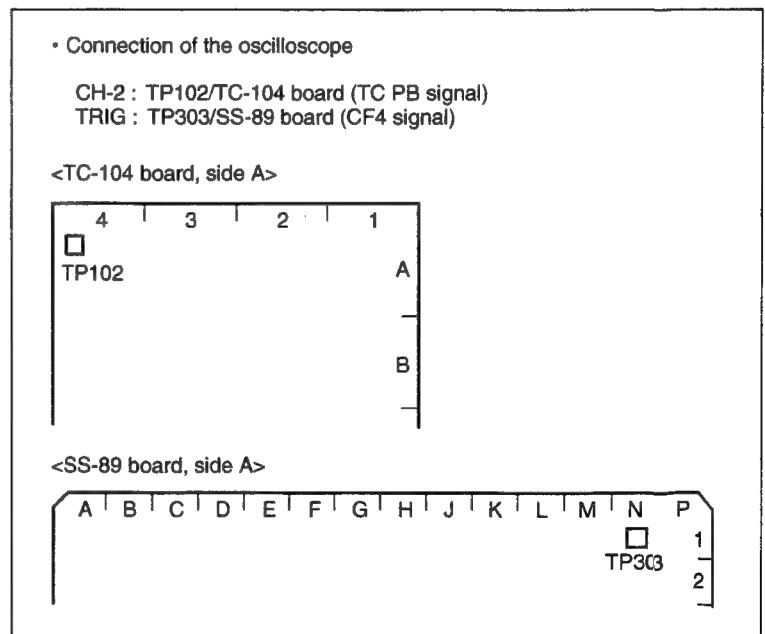 • Connection of the oscilloscope
CH-2 : TP102/TC-104 board (TC PB signal)
TRIG : TP303/SS-89 board (CF4 signal)
<TC-104 board, side A>
4 3 2 1
TP102
A
B
<SS-89 board, side A>
A B C D E F G H J K L M N P
1
TP303
2